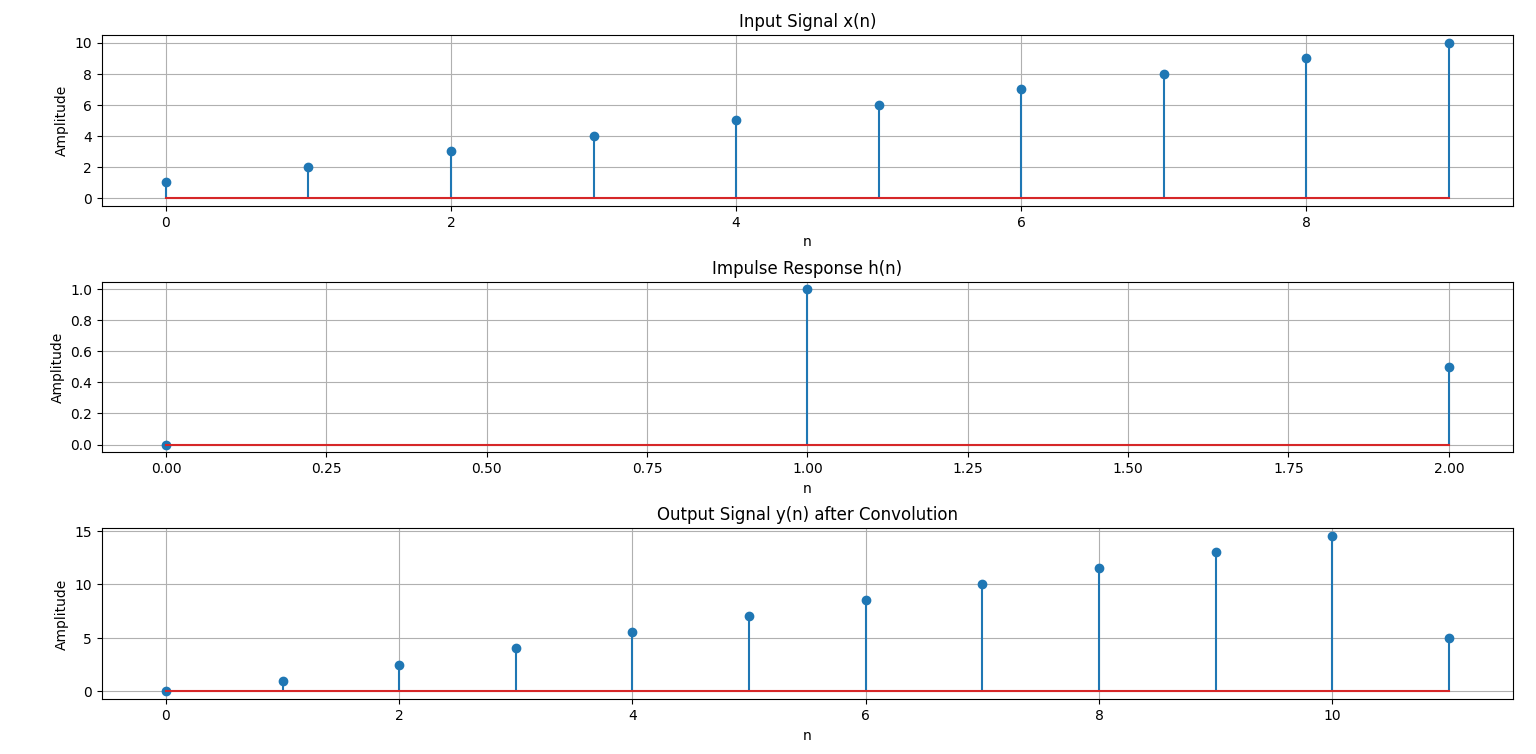 Input Signal x(n)
10
8
6
4
2
0
Amplitude
0 2 4 6 8
n
Impulse Response h(n)
1.0
0.8
0.6
0.4
0.2
0.0
Amplitude
0.00 0.25 0.50 0.75 1.00 1.25 1.50 1.75 2.00
n
Output Signal y(n) after Convolution
15
10
5
0
Amplitude
0 2 4 6 8 10
n